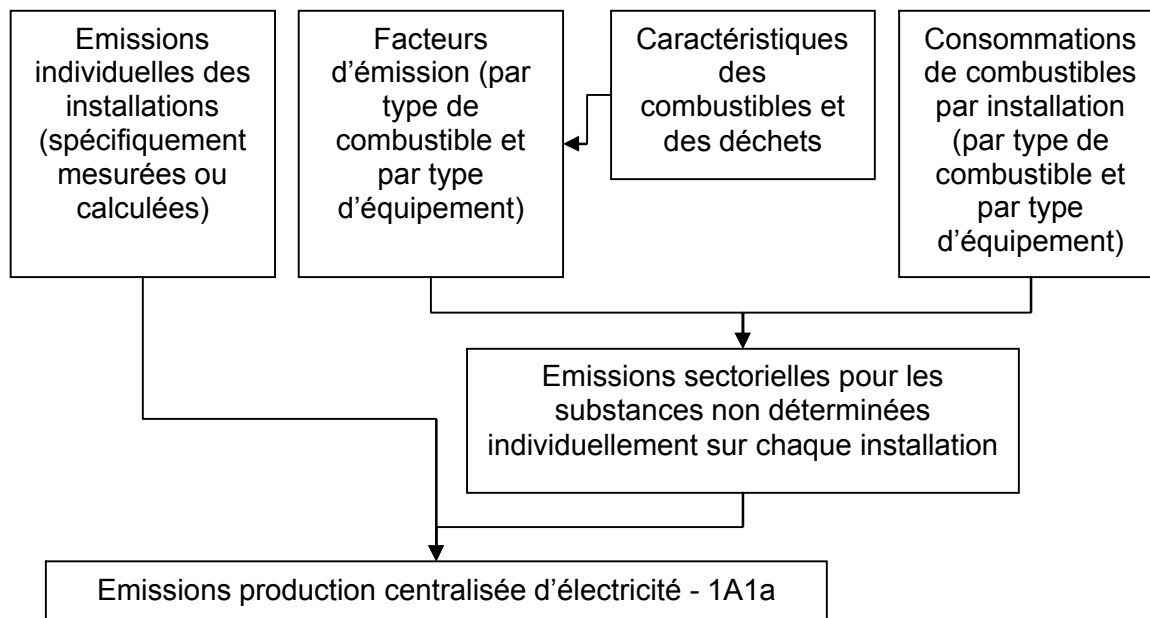 Emissions
individuelles des
installations
(spécifiquement
mesurées ou
calculées)
Facteurs
d’émission (par
type de
combustible et
par type
d’équipement)
Caractéristiques
des
combustibles et
des déchets
Consommations
de combustibles
par installation
(par type de
combustible et
par type
d’équipement)
Emissions sectorielles pour les
substances non déterminées
individuellement sur chaque installation
Emissions production centralisée d’électricité - 1A1a